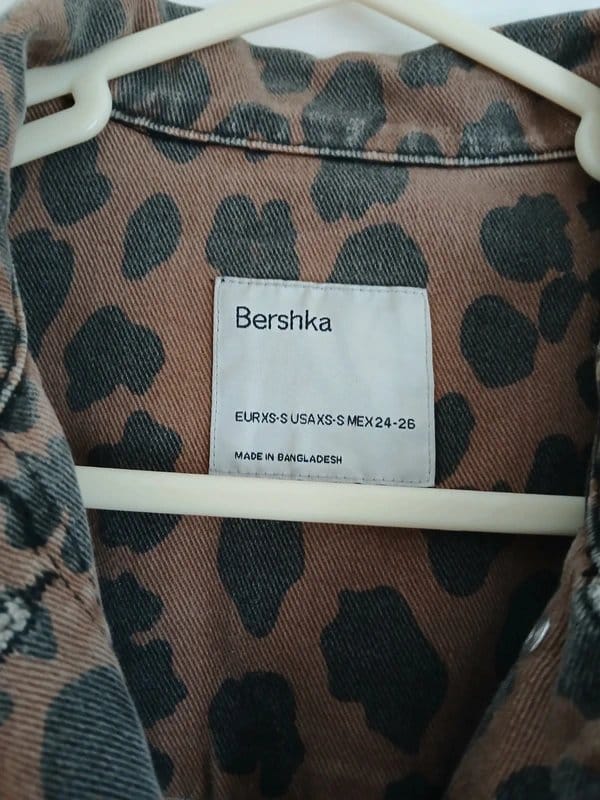 Bershka
EURXS-S USAXS-S MEX24-26
MADE IN BANGLADESH